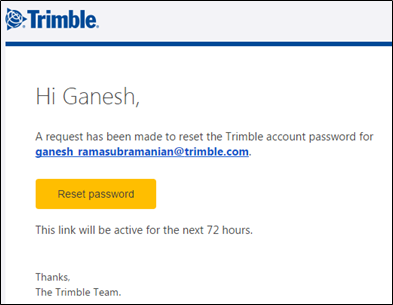 Trimble.
Hi Ganesh,
A request has been made to reset the Trimble account password for
ganesh_ramasubramanian@trimble.com.
Reset password
This link will be active for the next 72 hours.
Thanks,
The Trimble Team.